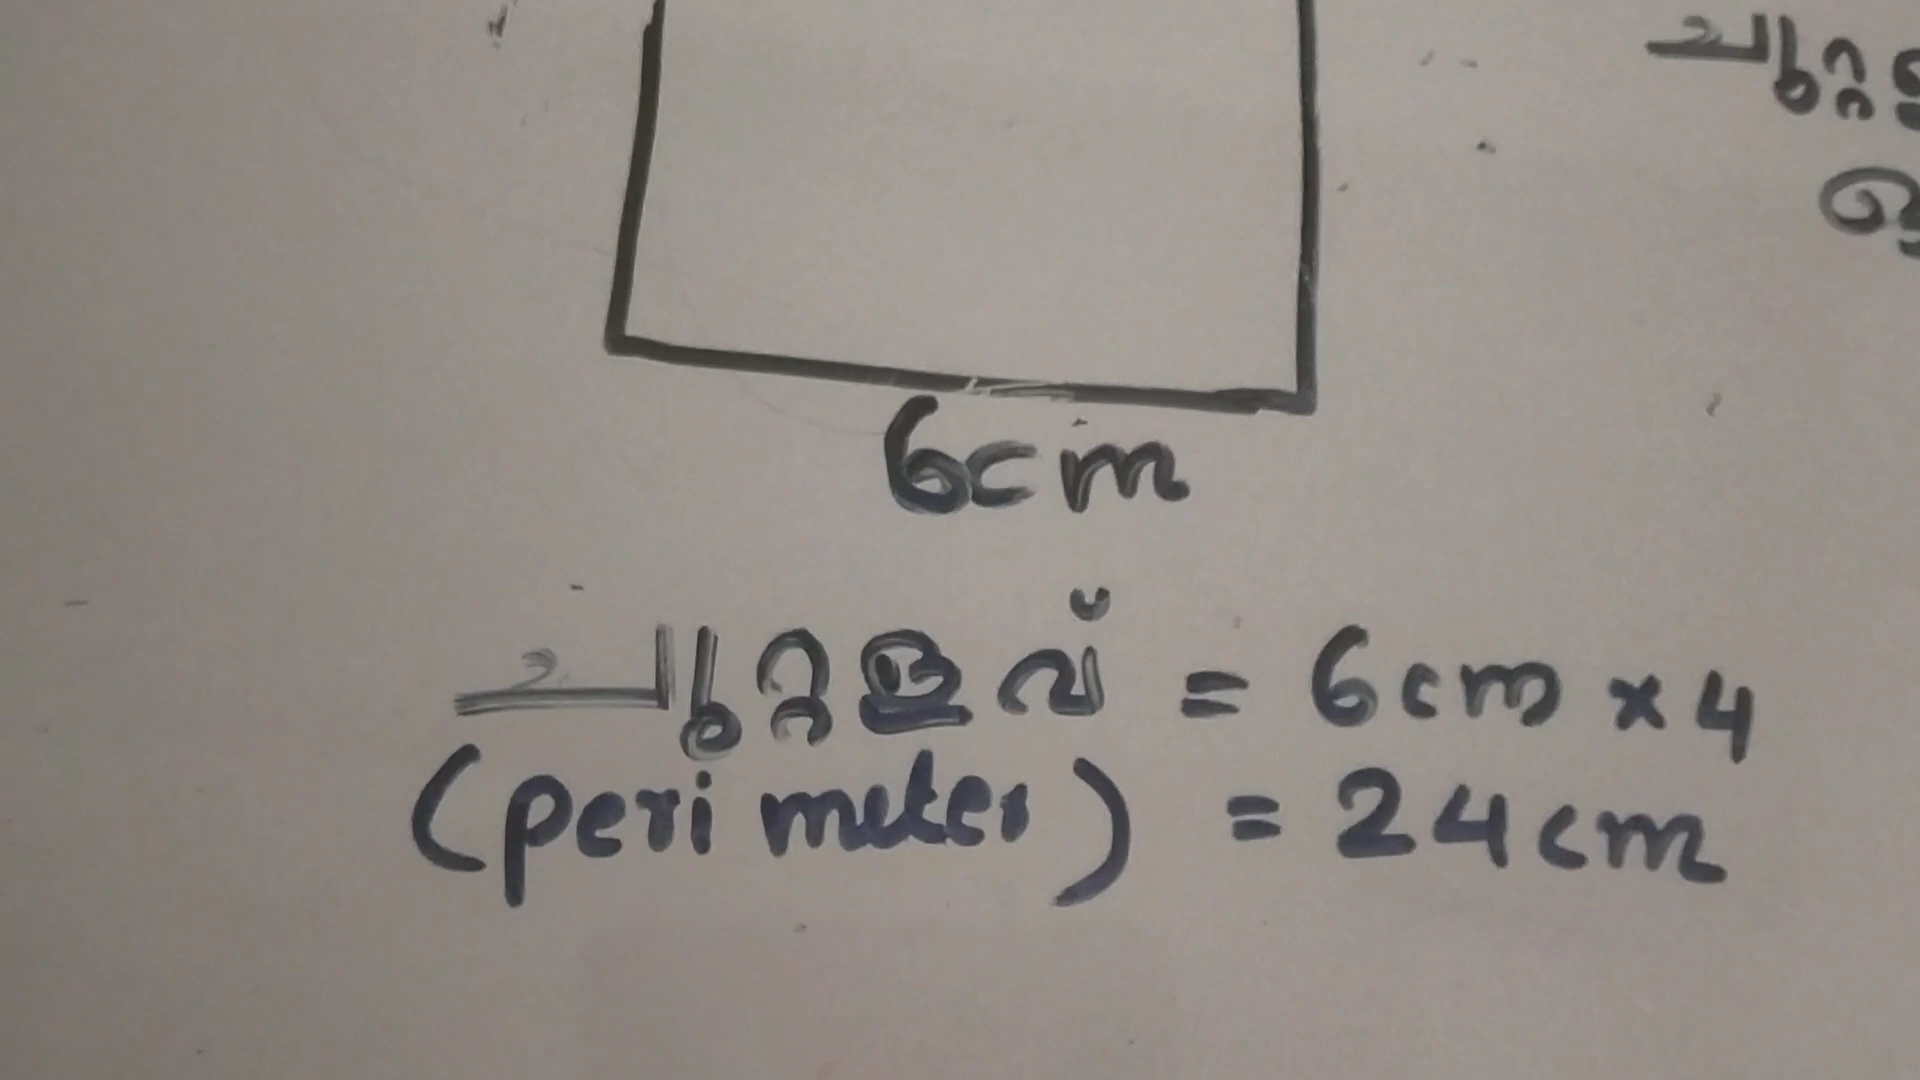 6cm
ചുറ്റളവ് = 6cm × 4
(perimeter) = 24cm